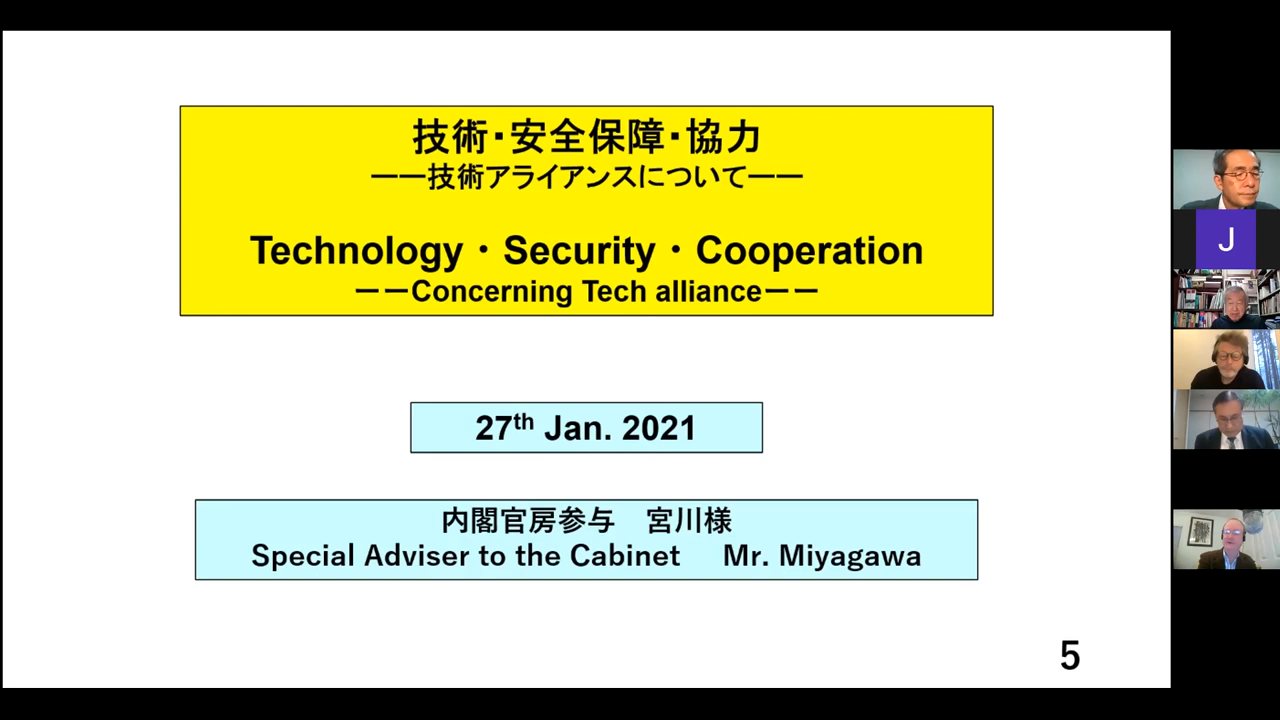 技術・安全保障・協力
ーー技術アライアンスについてーー
Technology・Security・Cooperation
ーーConcerning Tech allianceーー
27th Jan. 2021
内閣官房参与　宮川様
Special Adviser to the Cabinet　Mr. Miyagawa
5
J